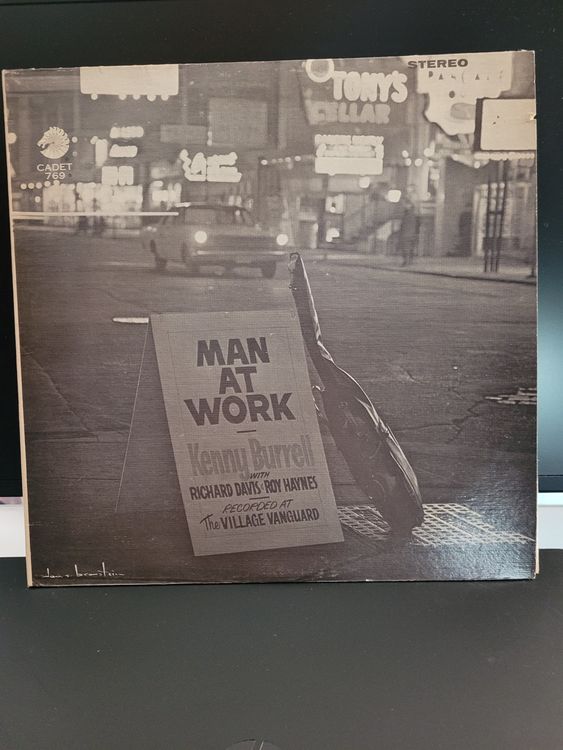 STEREO
TONY'S
CELLAR
CADET
769
MAN
AT
WORK
Kenny Burrell
WITH
RICHARD DAVIS & ROY HAYNES
RECORDED AT
The VILLAGE VANGUARD